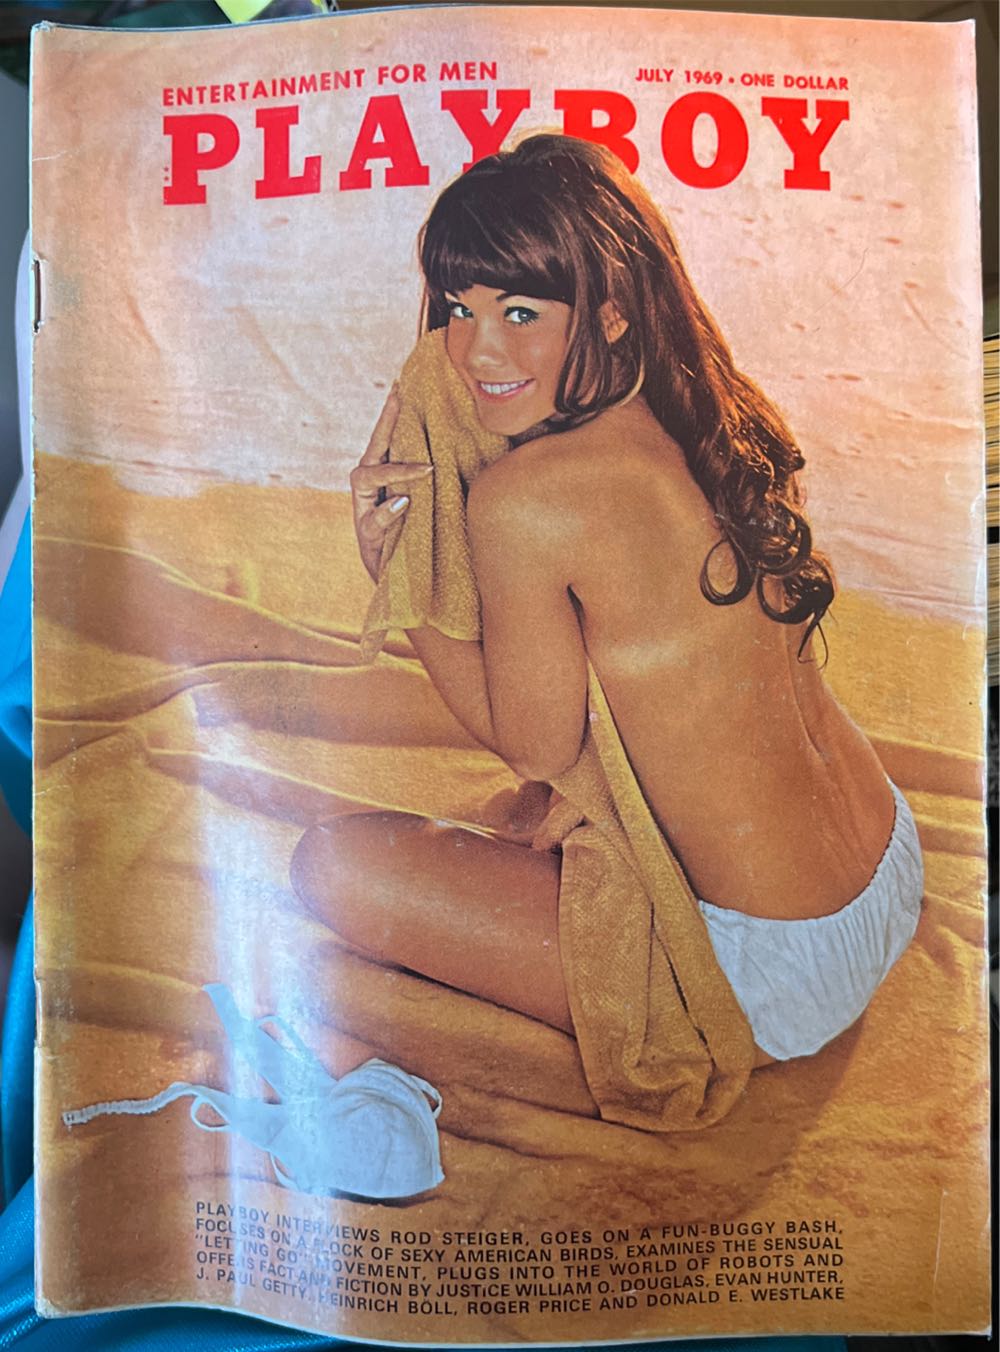 ENTERTAINMENT FOR MEN
JULY 1969 • ONE DOLLAR
PLAYBOY
PLAYBOY INTERVIEWS ROD STEIGER, GOES ON A FUN-BUGGY BASH,
FOCUSES ON A FLOCK OF SEXY AMERICAN BIRDS, EXAMINES THE SENSUAL
"LETTING GO" MOVEMENT, PLUGS INTO THE WORLD OF ROBOTS AND
OFFERS FACT AND FICTION BY JUSTICE WILLIAM O. DOUGLAS, EVAN HUNTER,
J. PAUL GETTY, HEINRICH BÖLL, ROGER PRICE AND DONALD E. WESTLAKE